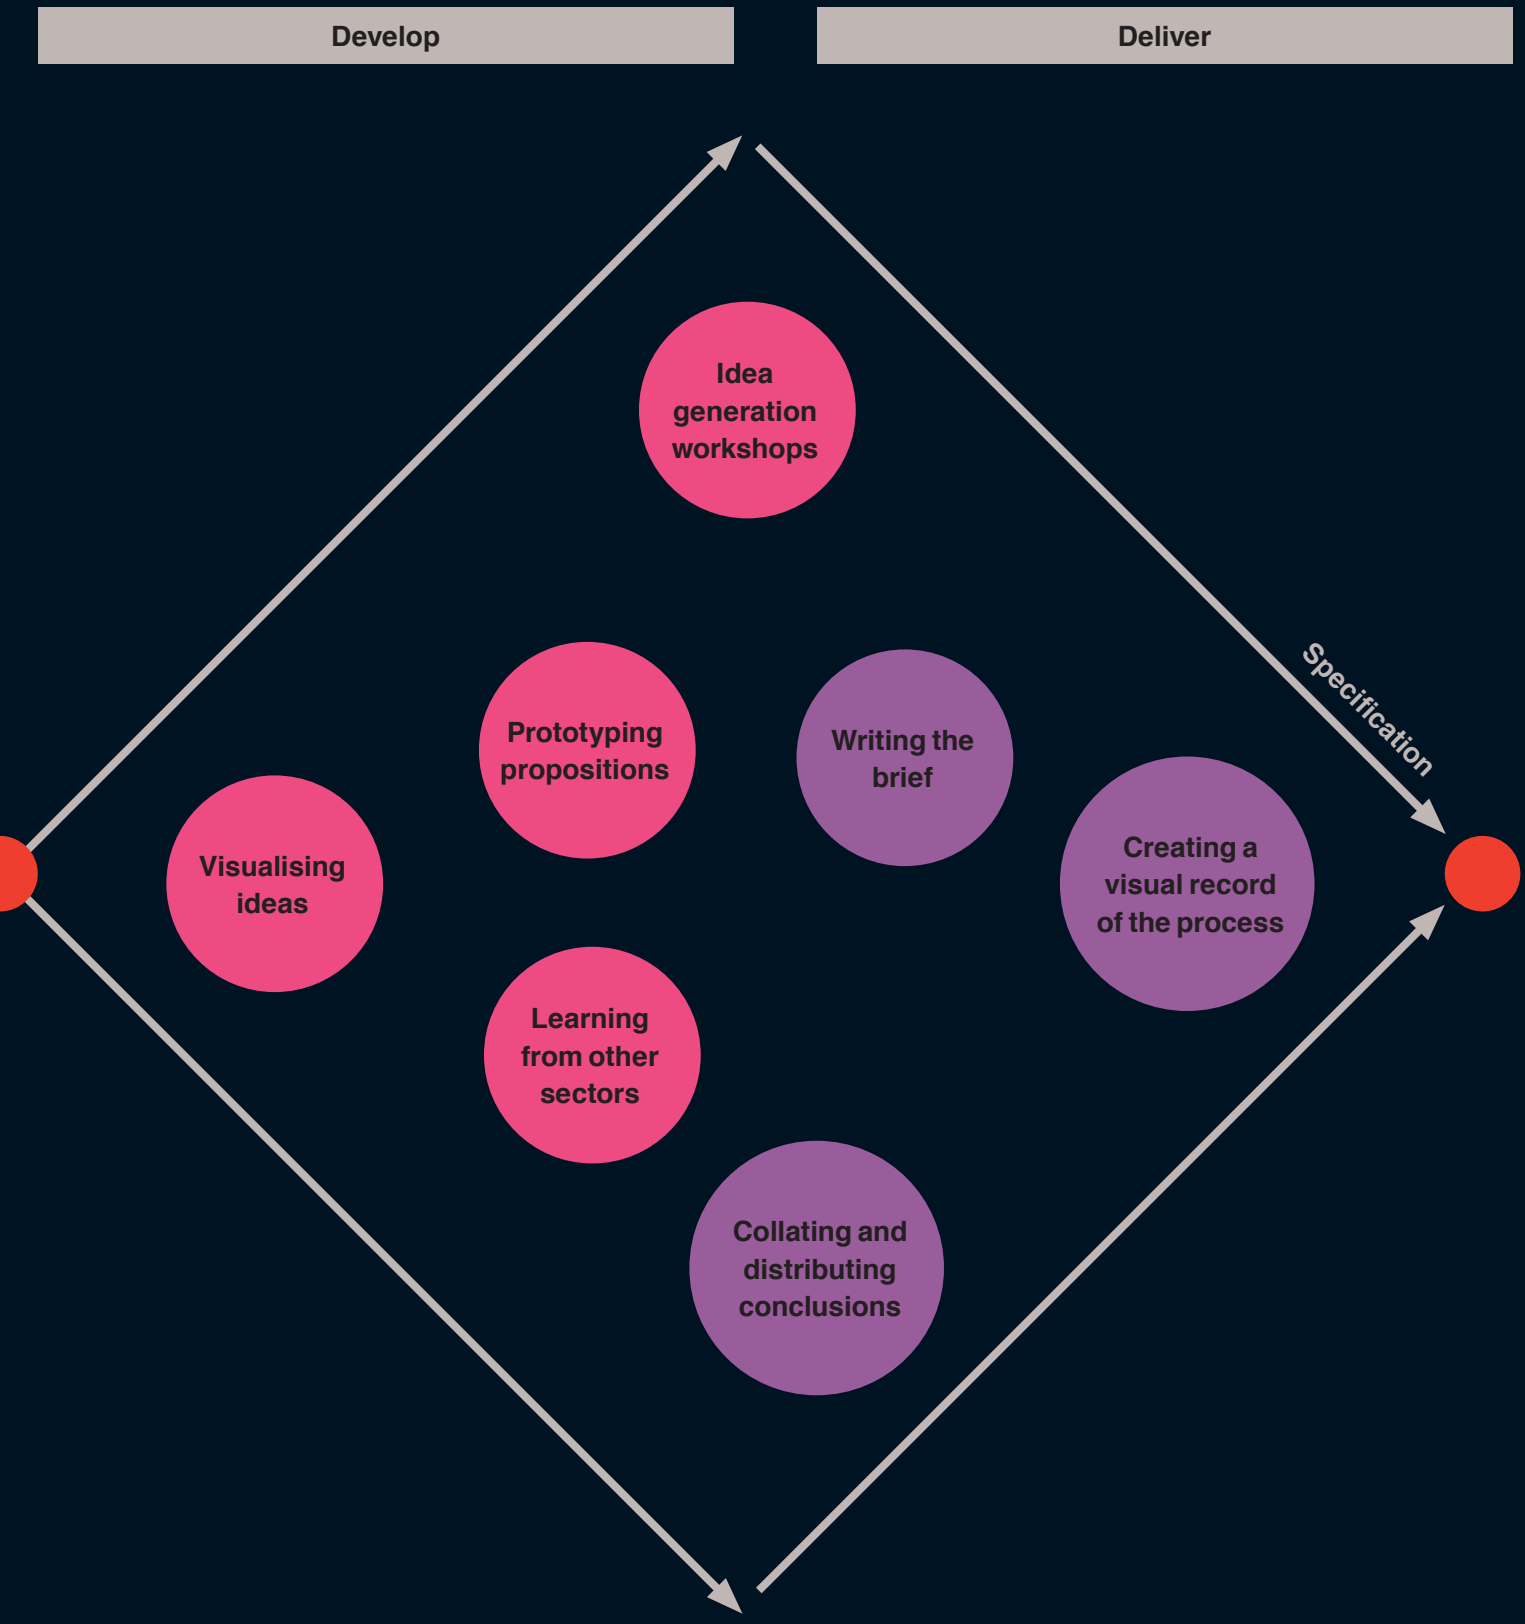 Develop
Deliver
Idea
generation
workshops
Prototyping
propositions
Writing the
brief
Specification
Visualising
ideas
Creating a
visual record
of the process
Learning
from other
sectors
Collating and
distributing
conclusions